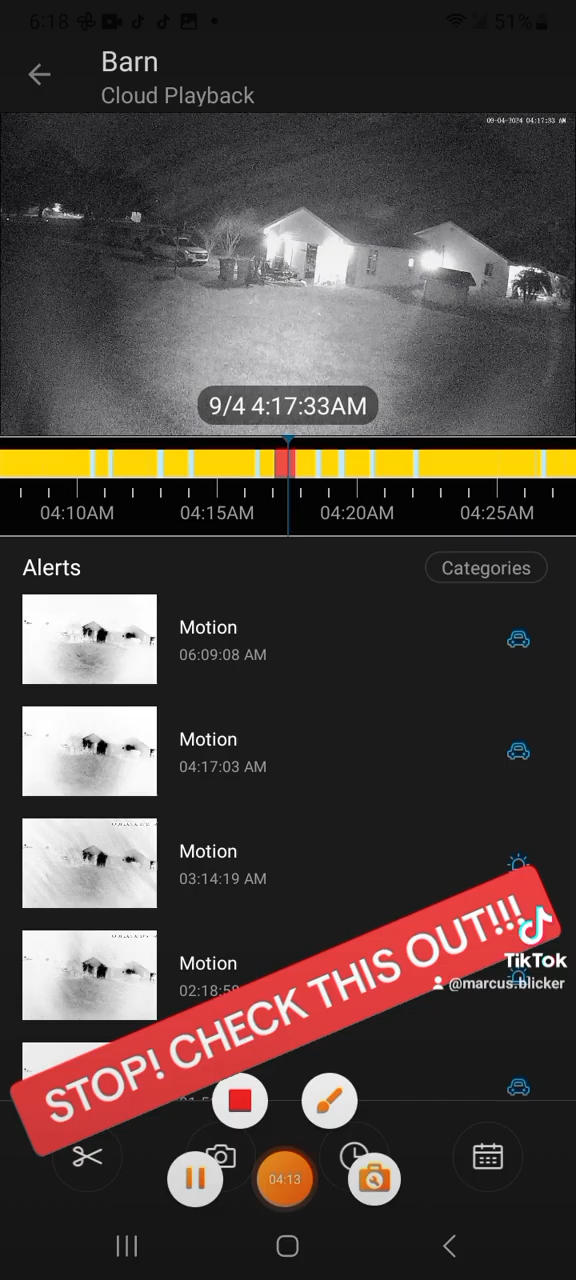 6:18
51%
Barn
Cloud Playback
09-04-2024 04:17:33 AM
9/4 4:17:33AM
04:10AM 04:15AM 04:20AM 04:25AM
Alerts
Categories
Motion
06:09:08 AM
Motion
04:17:03 AM
Motion
03:14:19 AM
Motion
STOP! CHECK THIS OUT!!!
TikTok
@marcus.blicker
04:13